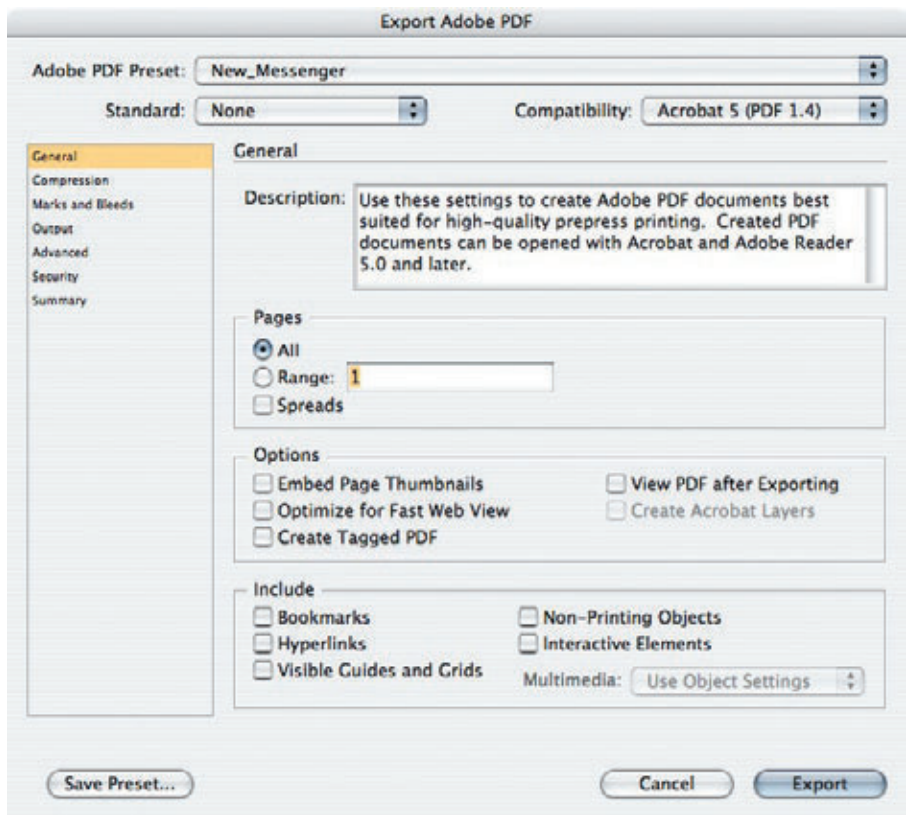 Export Adobe PDF
Adobe PDF Preset: New_Messenger
Standard: None Compatibility: Acrobat 5 (PDF 1.4)
General
Compression
Marks and Bleeds
Output
Advanced
Security
Summary
General
Description: Use these settings to create Adobe PDF documents best
suited for high-quality prepress printing. Created PDF
documents can be opened with Acrobat and Adobe Reader
5.0 and later.
Pages
All
Range: 1
Spreads
Options
Embed Page Thumbnails View PDF after Exporting
Optimize for Fast Web View Create Acrobat Layers
Create Tagged PDF
Include
Bookmarks Non-Printing Objects
Hyperlinks Interactive Elements
Visible Guides and Grids Multimedia: Use Object Settings
Save Preset... Cancel Export